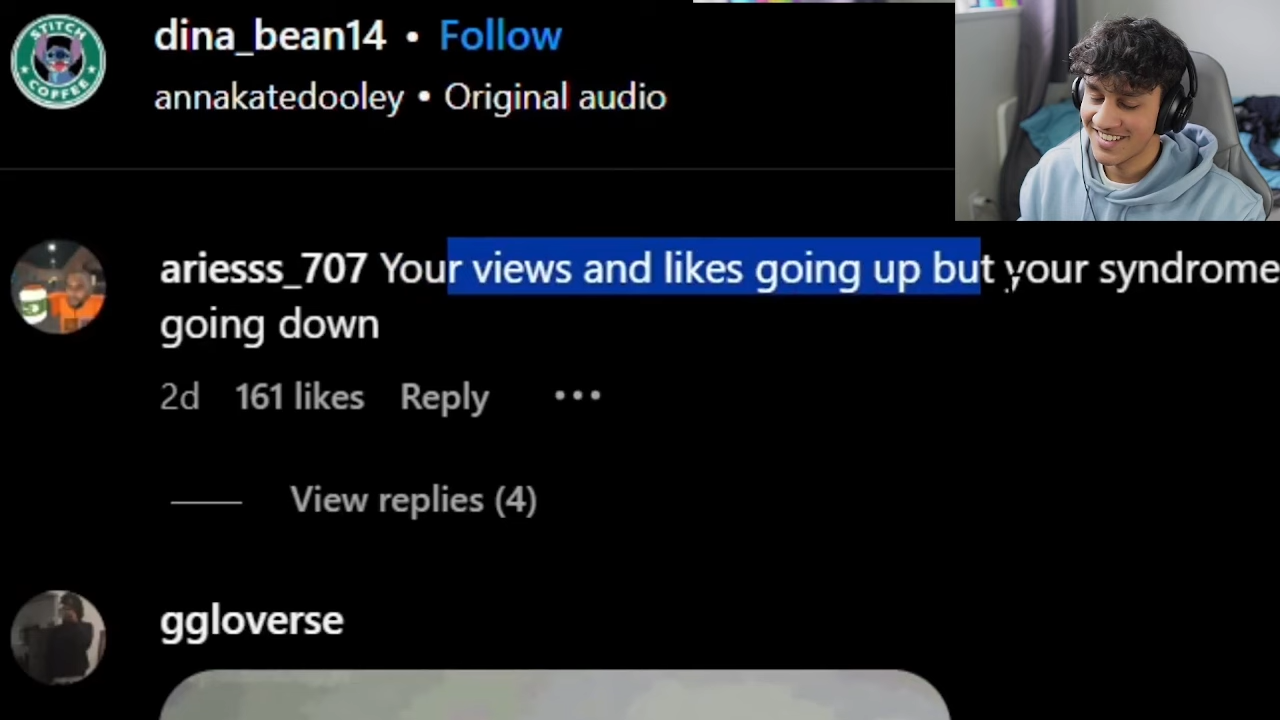 STITCH
COFFEE
dina_bean14 • Follow
annakatedooley • Original audio
ariesss_707 Your views and likes going up but your syndrome
going down
2d 161 likes Reply •••
View replies (4)
ggloverse